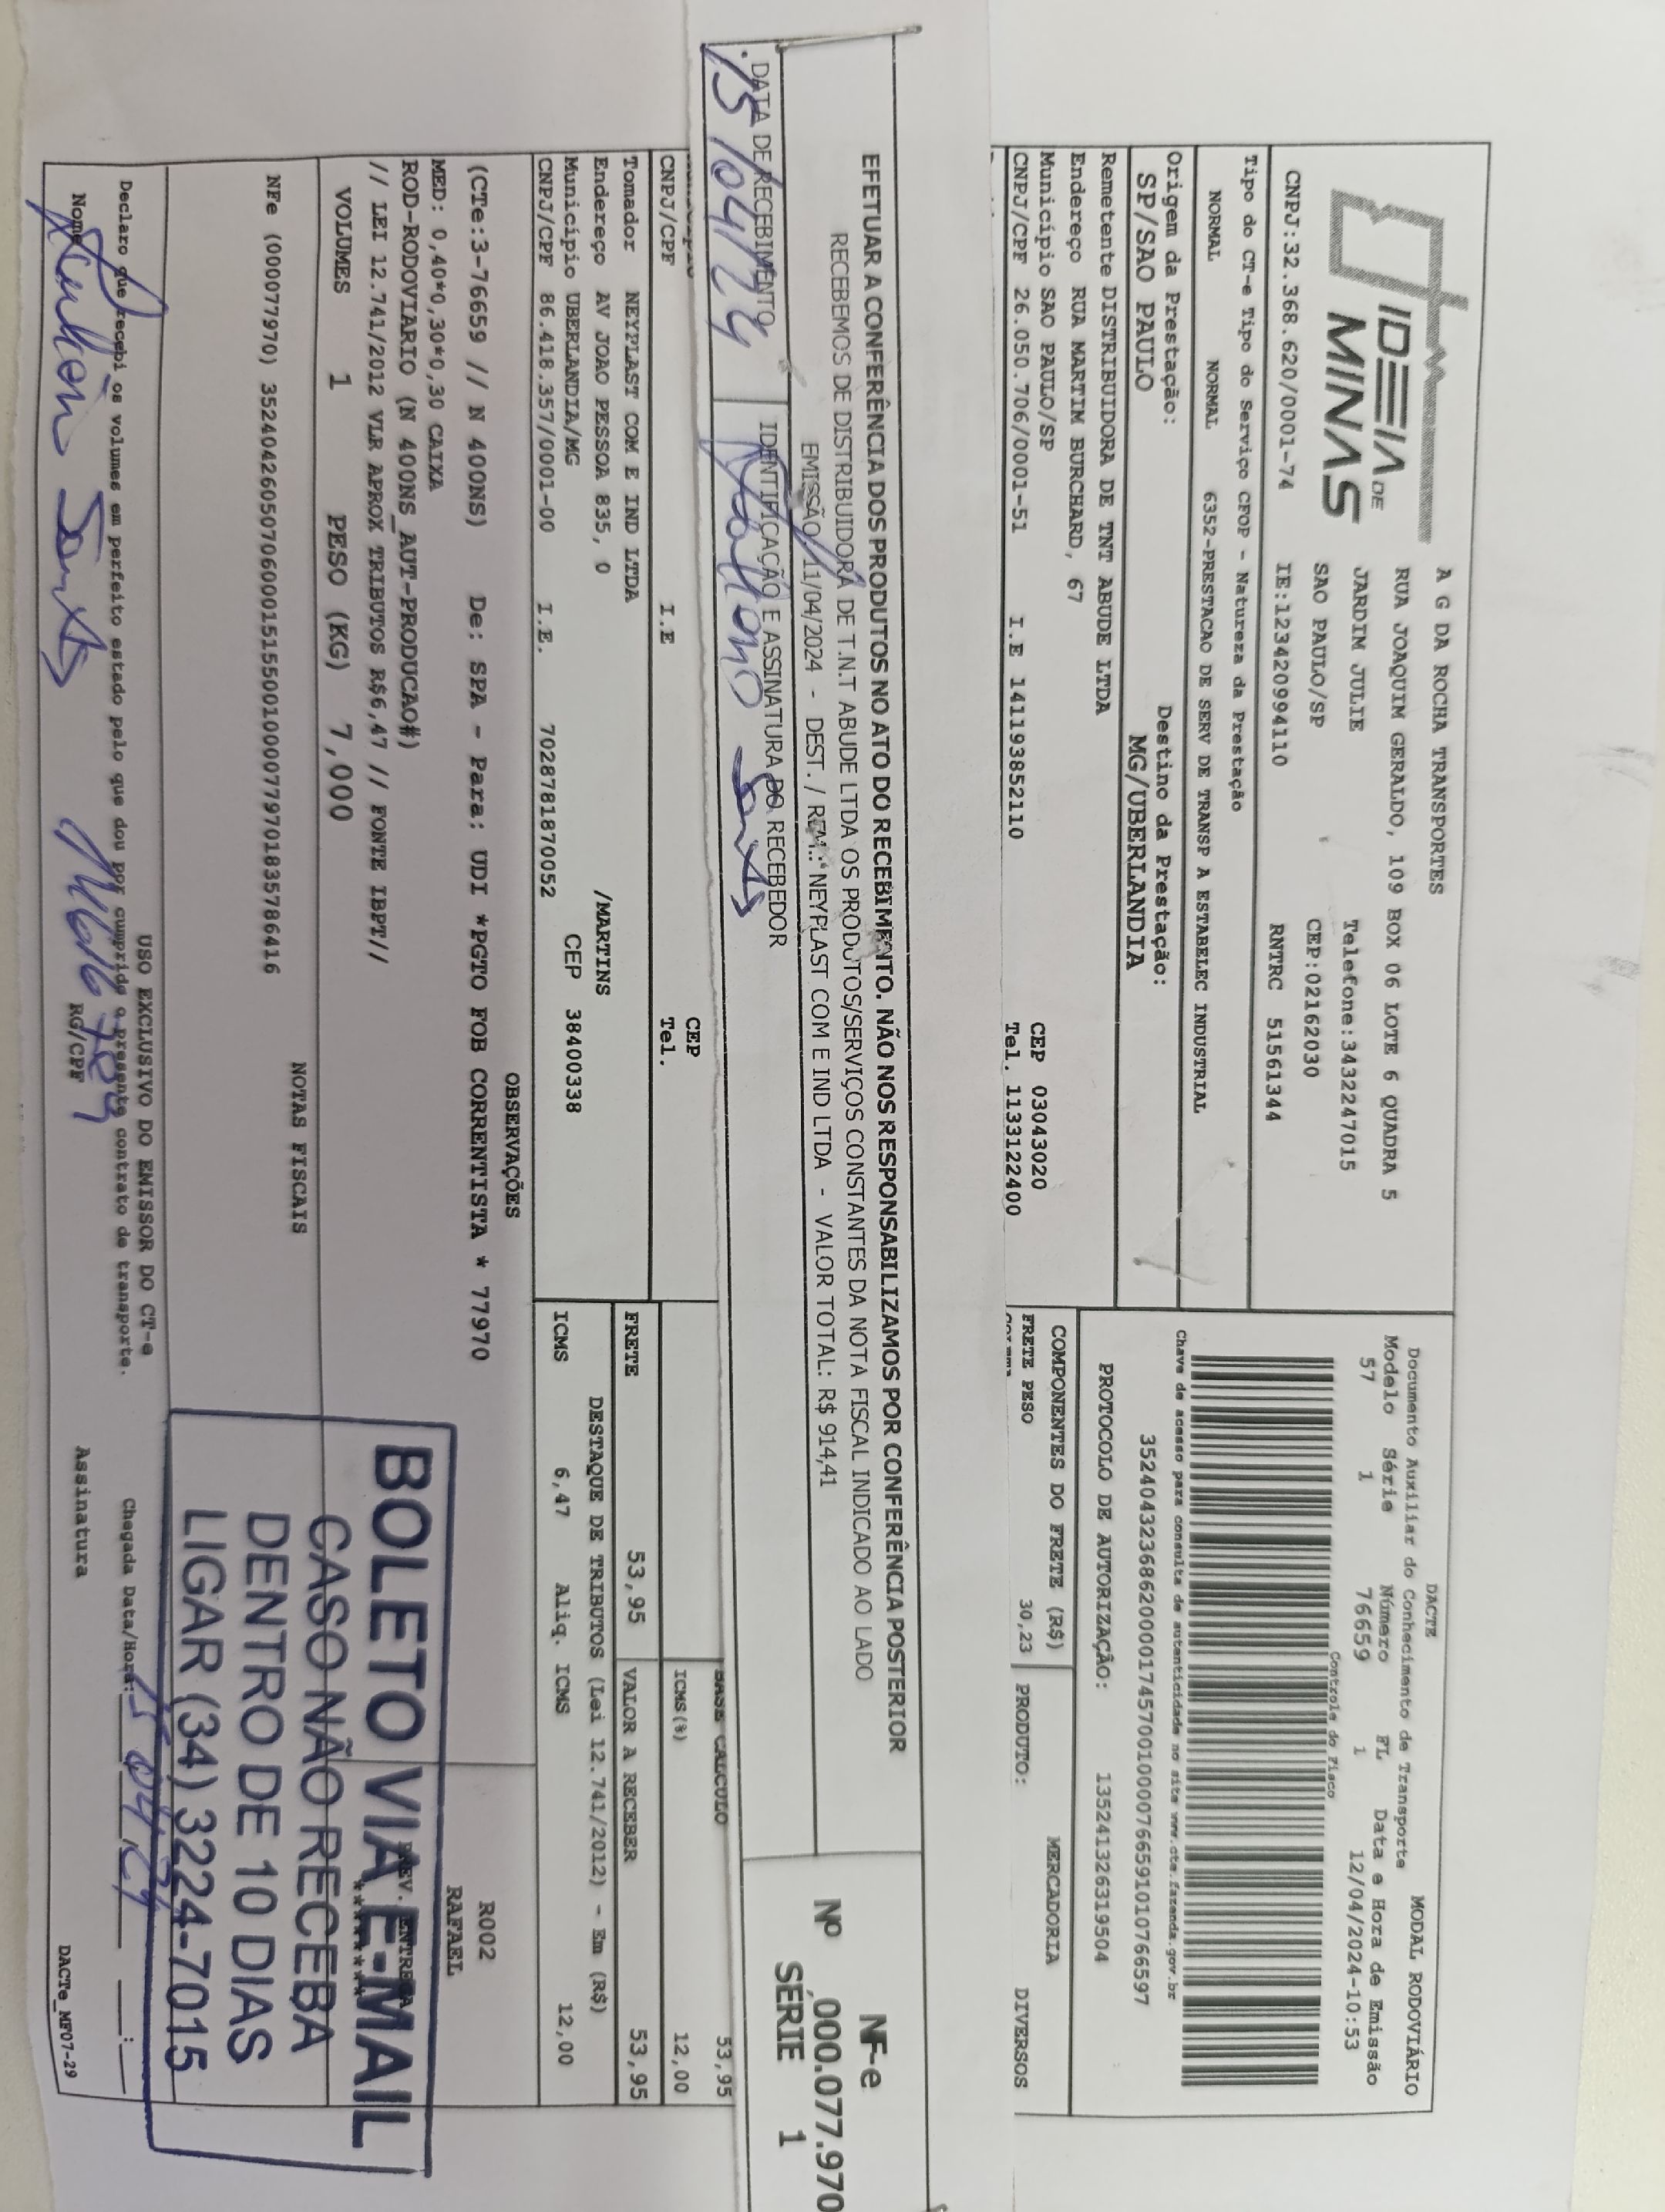 IDEIA DE
MINAS
A G DA ROCHA TRANSPORTES
RUA JOAQUIM GERALDO, 109 BOX 06 LOTE 6 QUADRA 5
JARDIM JULIE Telefone:3432247015
SAO PAULO/SP CEP:02162030
CNPJ:32.368.620/0001-74 IE:123420994110 RNTRC 51561344
DACTE MODAL RODOVIÁRIO
Documento Auxiliar do Conhecimento de Transporte
Modelo Série Número FL Data e Hora de Emissão
57 1 76659 1 12/04/2024-10:53
Controle do Fisco
Chave de acesso para consulta de autenticidade no site www.cte.fazenda.gov.br
35240432368620000174570010000766591010766597
PROTOCOLO DE AUTORIZAÇÃO: 135241326319504
Tipo do CT-e Tipo do Serviço CFOP - Natureza da Prestação
NORMAL NORMAL 6352-PRESTACAO DE SERV DE TRANSP A ESTABELEC INDUSTRIAL
Origem da Prestação: Destino da Prestação:
SP/SAO PAULO MG/UBERLANDIA
Remetente DISTRIBUIDORA DE TNT ABUDE LTDA
Endereço RUA MARTIM BURCHARD, 67
Município SAO PAULO/SP CEP 03043020
CNPJ/CPF 26.050.706/0001-51 I.E 141193852110 Tel. 1133122400
COMPONENTES DO FRETE (R$) MERCADORIA
FRETE PESO 30,23 PRODUTO: DIVERSOS
EFETUAR A CONFERÊNCIA DOS PRODUTOS NO ATO DO RECEBIMENTO. NÃO NOS RESPONSABILIZAMOS POR CONFERÊNCIA POSTERIOR
RECEBEMOS DE DISTRIBUIDORA DE T.N.T ABUDE LTDA OS PRODUTOS/SERVIÇOS CONSTANTES DA NOTA FISCAL INDICADO AO LADO
EMISSÃO 11/04/2024 - DEST. / REM.: NEYPLAST COM E IND LTDA - VALOR TOTAL: R$ 914,41
DATA DE RECEBIMENTO IDENTIFICAÇÃO E ASSINATURA DO RECEBEDOR
15/04/24
NF-e
Nº 000.077.970
SÉRIE 1
BASE CALCULO 53,95
CNPJ/CPF I.E CEP
Tel.
ICMS(%) 12,00
Tomador NEYPLAST COM E IND LTDA
Endereço AV JOAO PESSOA 835, 0 /MARTINS
Município UBERLANDIA/MG CEP 38400338
CNPJ/CPF 86.418.357/0001-00 I.E. 7028781870052
FRETE 53,95 VALOR A RECEBER 53,95
DESTAQUE DE TRIBUTOS (Lei 12.741/2012) - Em (R$)
ICMS 6,47 Aliq. ICMS 12,00
OBSERVAÇÕES
(CTe:3-76659 // N 400NS) De: SPA - Para: UDI *PGTO FOB CORRENTISTA * 77970
MED: 0,40*0,30*0,30 CAIXA
ROD-RODOVIARIO (N 400NS_AUT-PRODUCAO#)
// LEI 12.741/2012 VLR APROX TRIBUTOS R$6,47 // FONTE IBPT//
R002
RAFAEL
PREV. ENTREGA
VOLUMES 1 PESO (KG) 7,000
NOTAS FISCAIS
NFe (000077970) 35240426050706000151550010000779701835786416
BOLETO VIA E-MAIL
CASO NÃO RECEBA
DENTRO DE 10 DIAS
LIGAR (34) 3224-7015
USO EXCLUSIVO DO EMISSOR DO CT-e
Declaro que recebi os volumes em perfeito estado pelo que dou por cumprido o presente contrato de transporte.
Chegada Data/Hora: 15/04/24
Nome RG/CPF Assinatura
DACTe_MF07-29